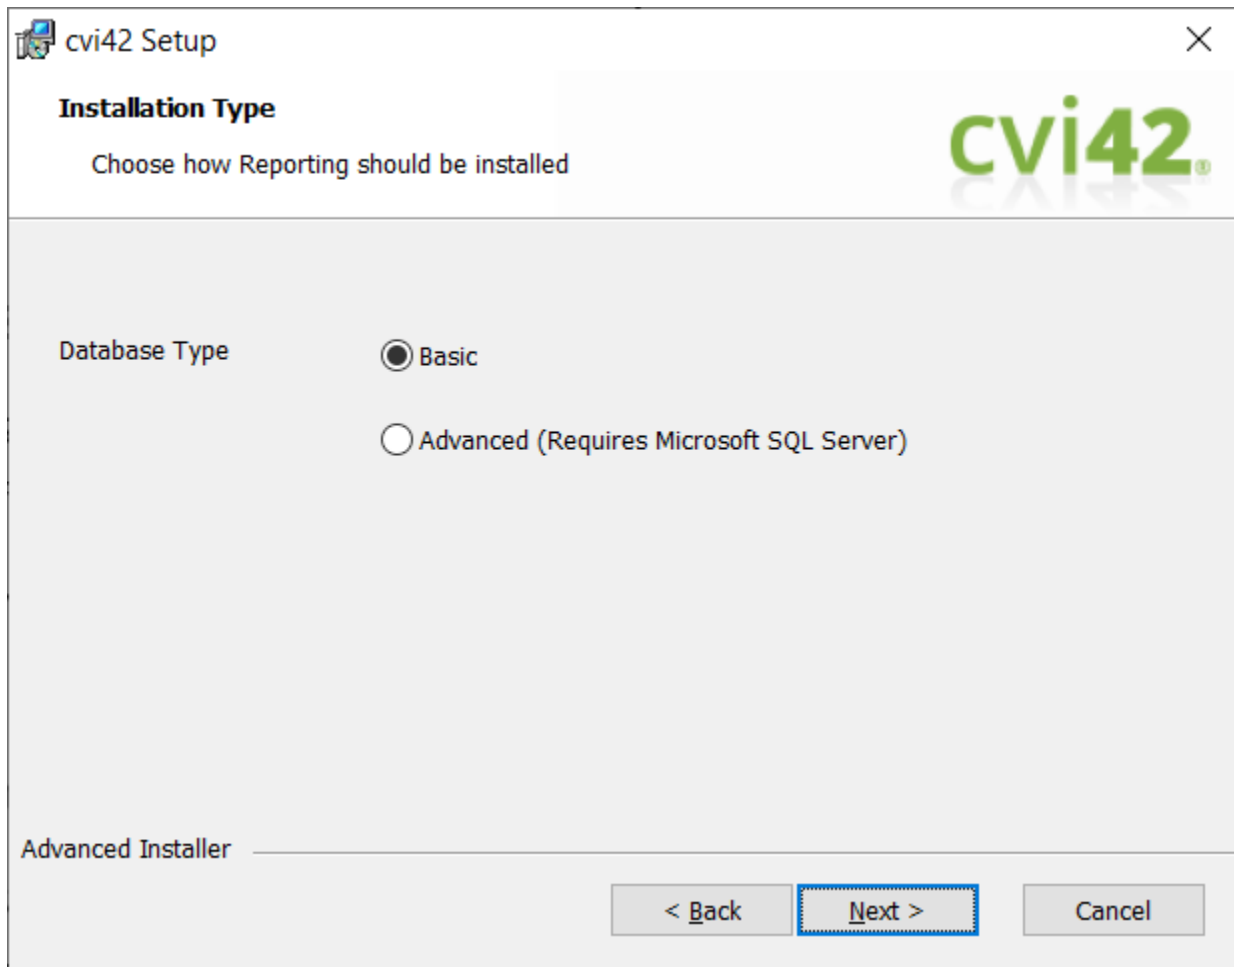 cvi42 Setup
Installation Type
Choose how Reporting should be installed
cvi42®
Database Type
Basic
Advanced (Requires Microsoft SQL Server)
Advanced Installer
< Back
Next >
Cancel